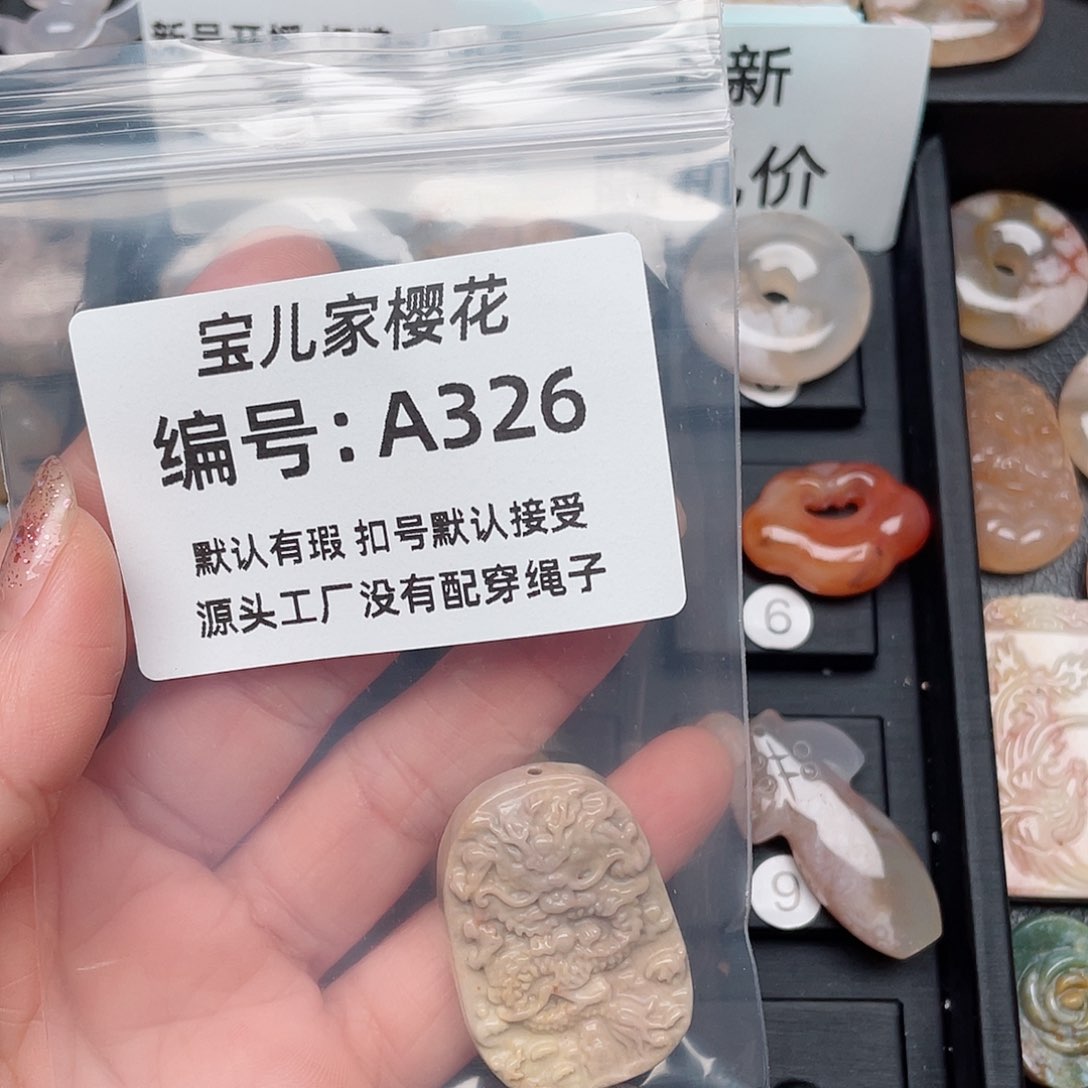 新
价
宝儿家樱花
编号：A326
默认有瑕 扣号默认接受
源头工厂没有配穿绳子
6
9